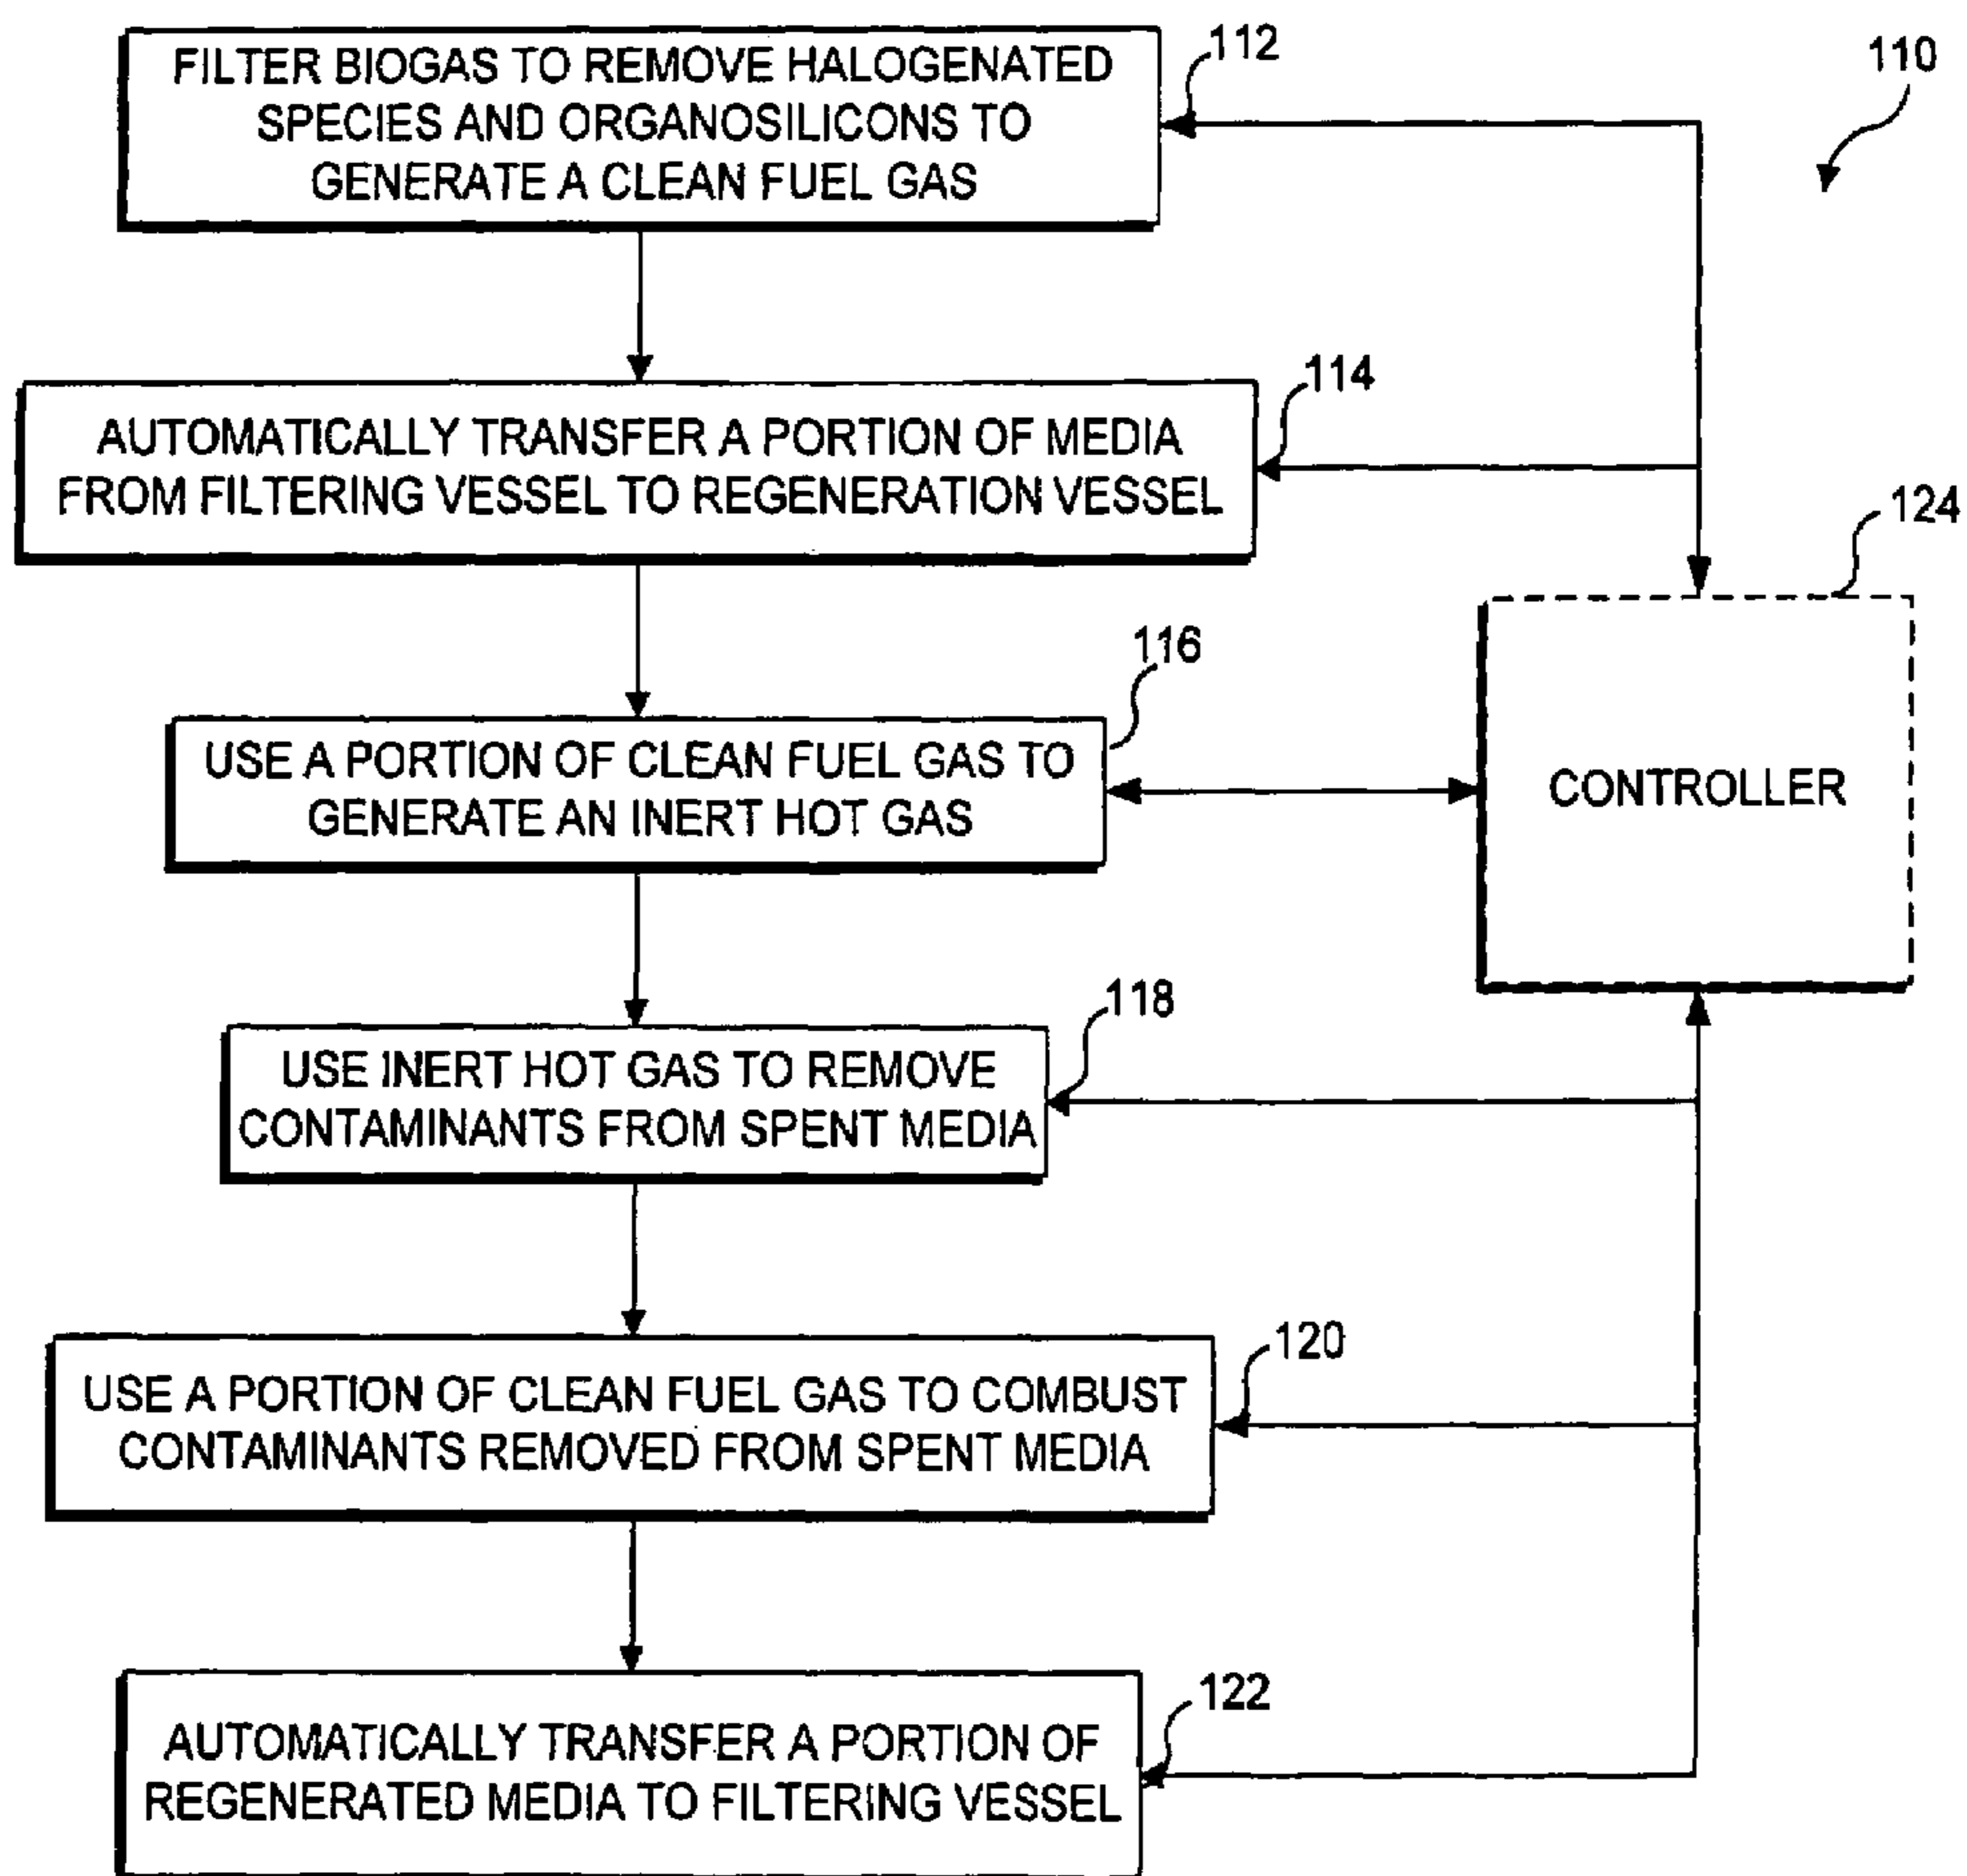 FILTER BIOGAS TO REMOVE HALOGENATED
SPECIES AND ORGANOSILICONS TO
GENERATE A CLEAN FUEL GAS
112
110
AUTOMATICALLY TRANSFER A PORTION OF MEDIA
FROM FILTERING VESSEL TO REGENERATION VESSEL
114
124
USE A PORTION OF CLEAN FUEL GAS TO
GENERATE AN INERT HOT GAS
116
CONTROLLER
USE INERT HOT GAS TO REMOVE
CONTAMINANTS FROM SPENT MEDIA
118
USE A PORTION OF CLEAN FUEL GAS TO COMBUST
CONTAMINANTS REMOVED FROM SPENT MEDIA
120
AUTOMATICALLY TRANSFER A PORTION OF
REGENERATED MEDIA TO FILTERING VESSEL
122